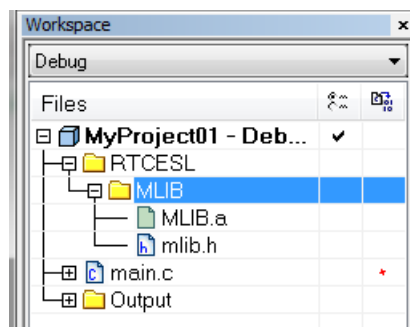 Workspace x
Debug
Files
MyProject01 - Deb...
RTCESL
MLIB
MLIB.a
mlib.h
main.c
Output